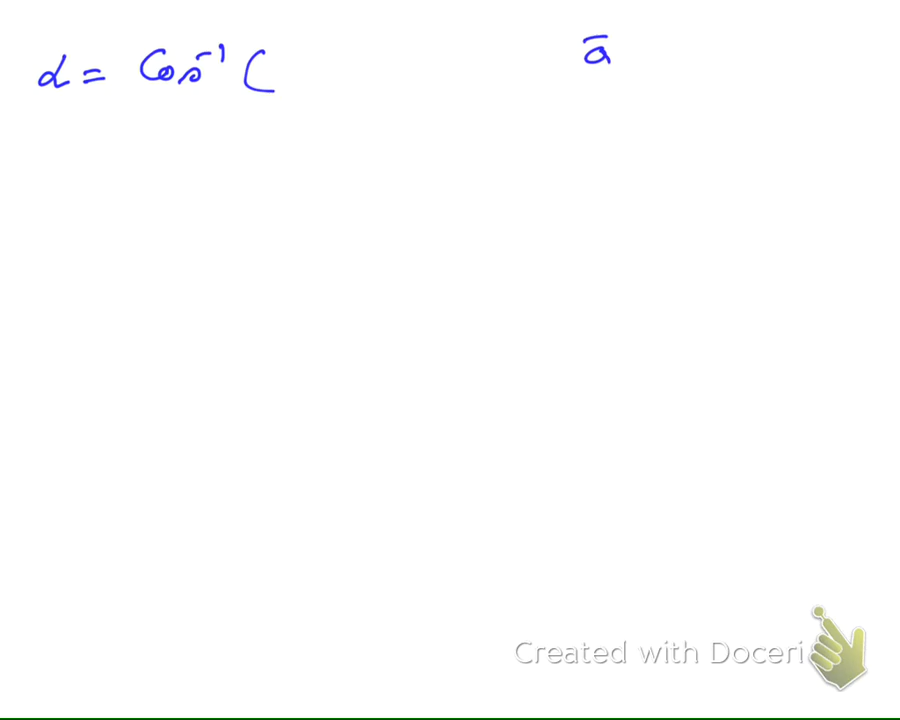 α = Cos⁻¹ (
ā
Created with Doceri